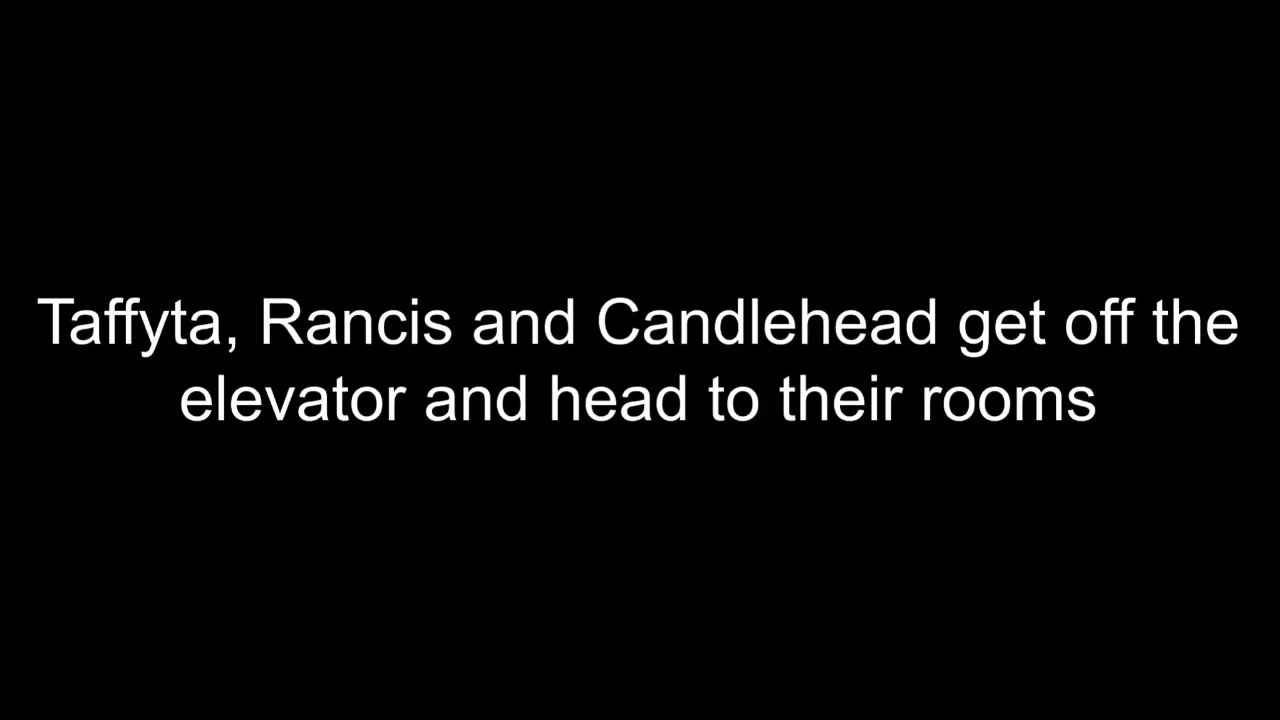 Taffyta, Rancis and Candlehead get off the
elevator and head to their rooms